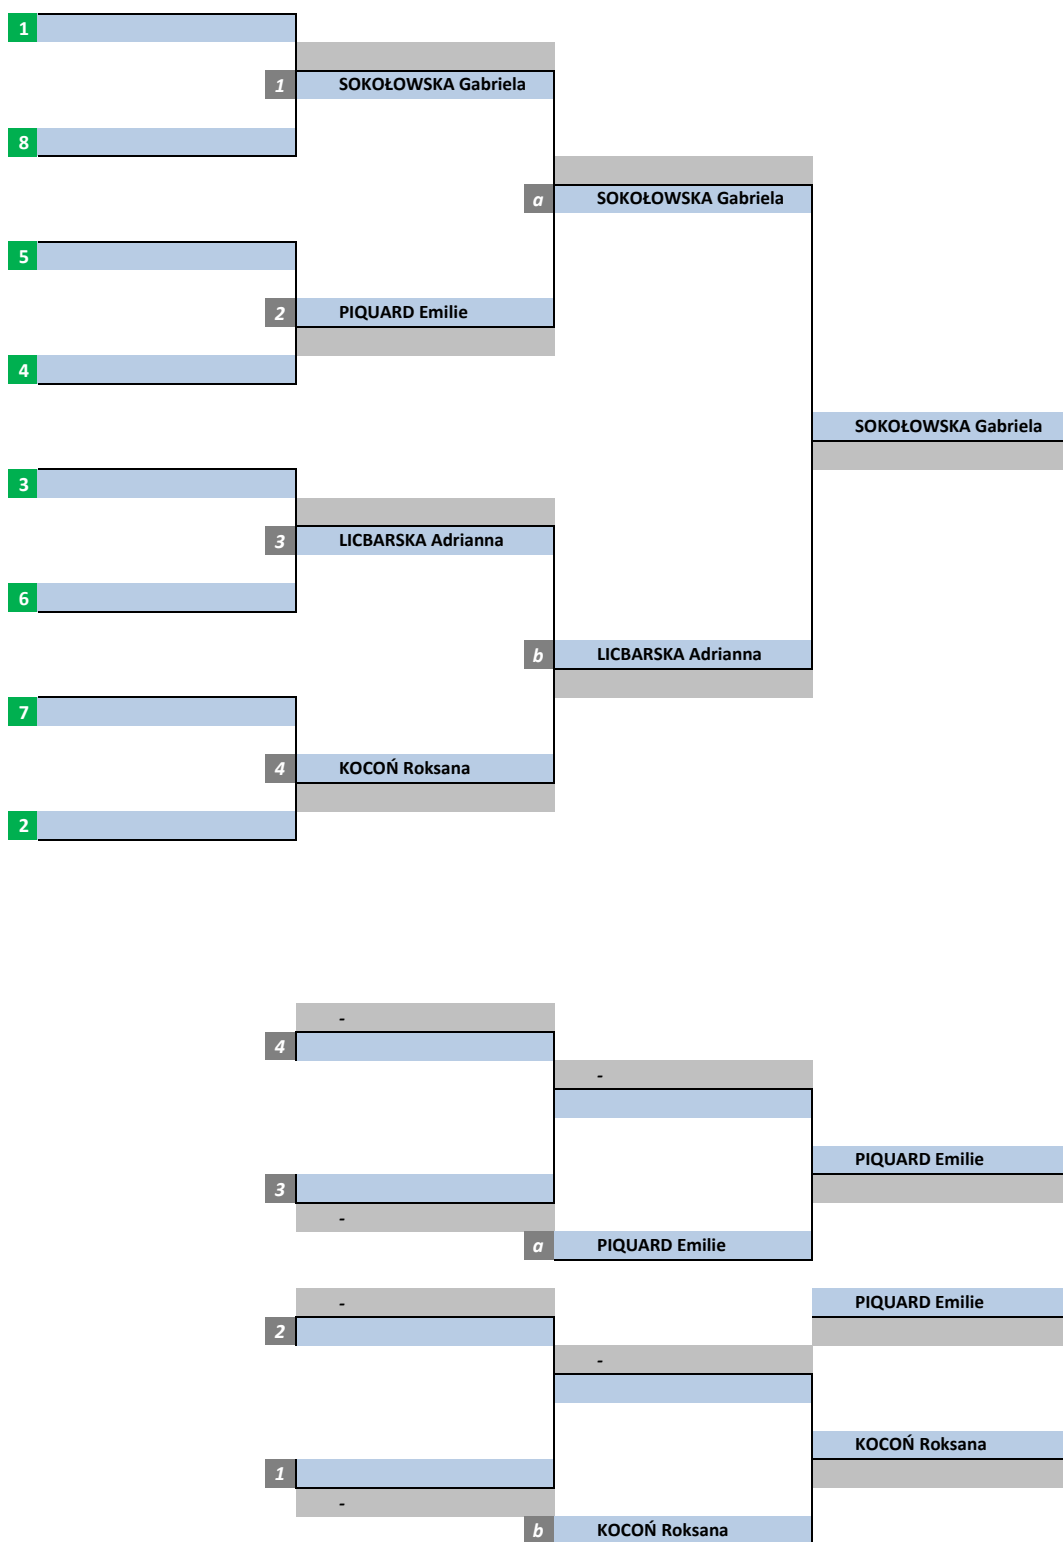 1
1 SOKOŁOWSKA Gabriela
8
a SOKOŁOWSKA Gabriela
5
2 PIQUARD Emilie
4
SOKOŁOWSKA Gabriela
3
3 LICBARSKA Adrianna
6
b LICBARSKA Adrianna
7
4 KOCOŃ Roksana
2
-
4
-
PIQUARD Emilie
3
-
a PIQUARD Emilie
- PIQUARD Emilie
2
-
KOCOŃ Roksana
1
-
b KOCOŃ Roksana